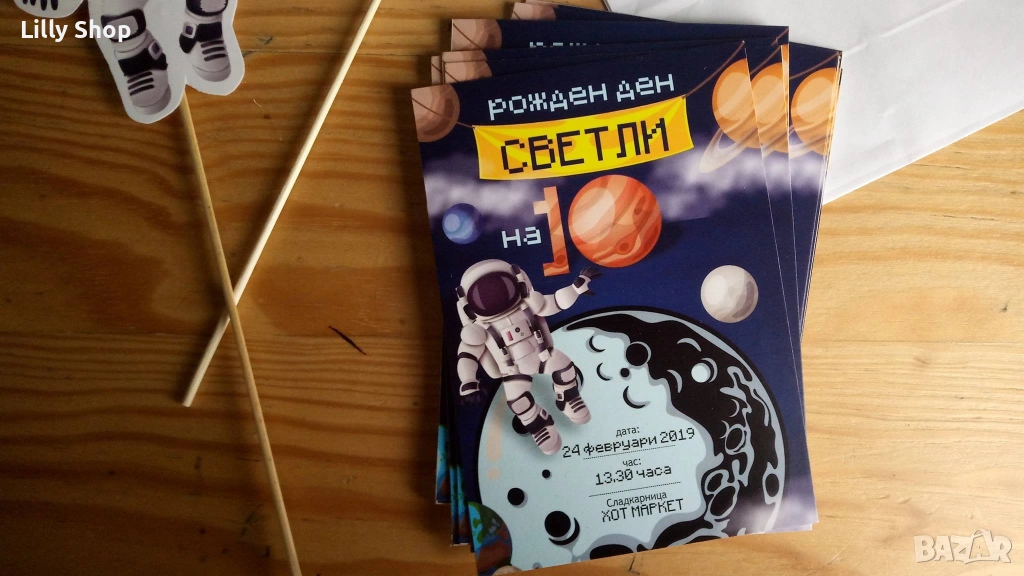 Lilly Shop
рожден ден
СВЕТЛИ
на 10
дата:
24 февруари 2019
час:
13.30 часа
Сладкарница
ХОТ МАРКЕТ
BAZAR